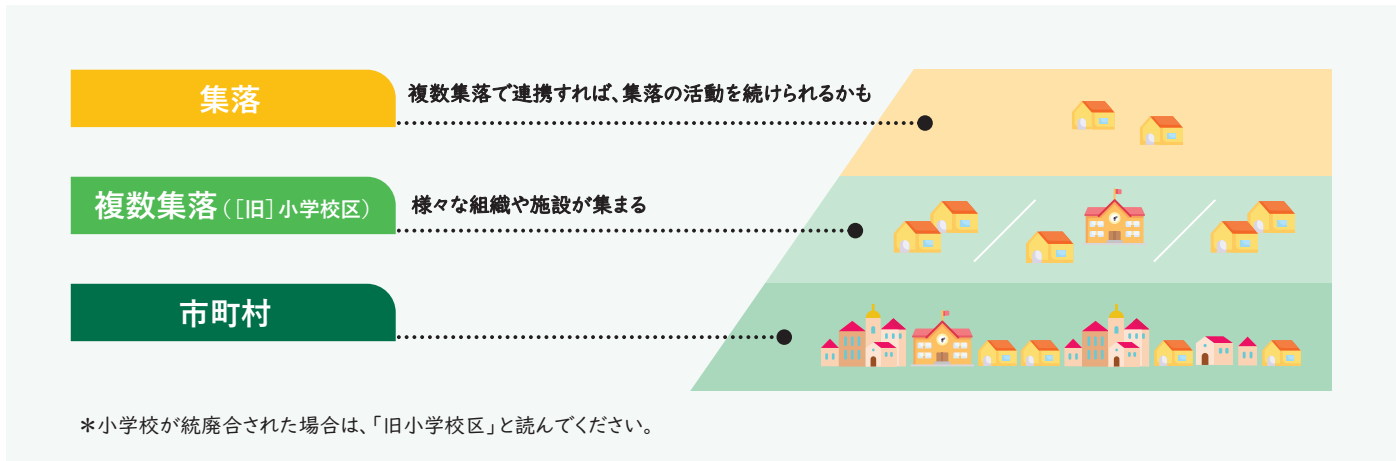 集落
複数集落で連携すれば、集落の活動を続けられるかも
複数集落（［旧］小学校区）
様々な組織や施設が集まる
市町村
＊小学校が統廃合された場合は、「旧小学校区」と読んでください。